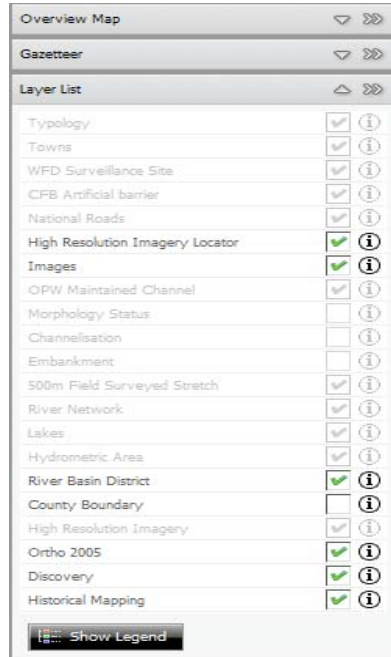 Overview Map
Gazetteer
Layer List
Typology
Towns
WFD Surveillance Site
CFB Artificial barrier
National Roads
High Resolution Imagery Locator
Images
OPW Maintained Channel
Morphology Status
Channelisation
Embankment
500m Field Surveyed Stretch
River Network
Lakes
Hydrometric Area
River Basin District
County Boundary
High Resolution Imagery
Ortho 2005
Discovery
Historical Mapping
Show Legend